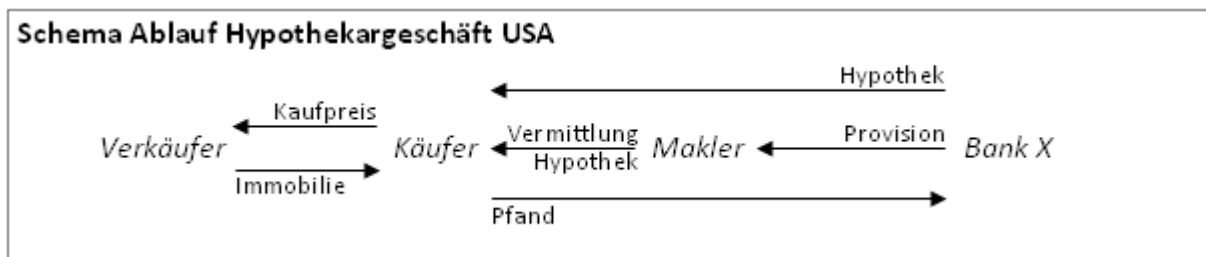 Schema Ablauf Hypothekargeschäft USA
Hypothek
Kaufpreis
Vermittlung
Provision
Verkäufer
Käufer
Makler
Bank X
Hypothek
Immobilie
Pfand